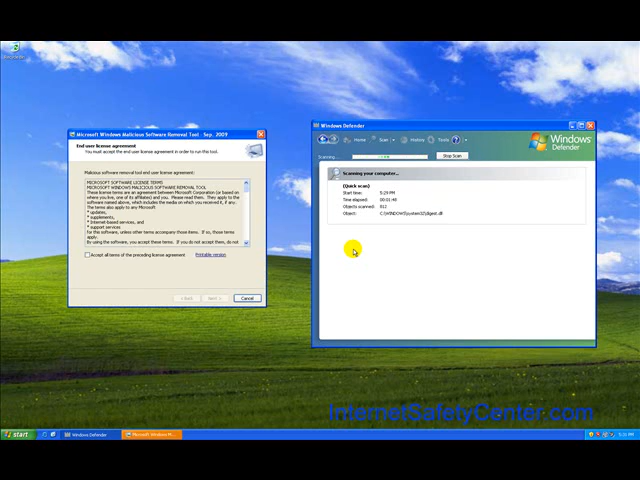 Recycle Bin
Microsoft Windows Malicious Software Removal Tool - Sep. 2009
End user license agreement
You must accept the end user license agreement in order to run this tool.
Malicious software removal tool end user license agreement:
MICROSOFT SOFTWARE LICENSE TERMS
MICROSOFT WINDOWS MALICIOUS SOFTWARE REMOVAL TOOL
These license terms are an agreement between Microsoft Corporation (or based on
where you live, one of its affiliates) and you. Please read them. They apply to the
software named above, which includes the media on which you received it, if any.
The terms also apply to any Microsoft
* updates,
* supplements,
* Internet-based services, and
* support services
for this software, unless other terms accompany those items. If so, those terms
apply.
By using the software, you accept these terms. If you do not accept them, do not
Accept all terms of the preceding license agreement
Printable version
< Back Next > Cancel
Windows Defender
Home Scan History Tools
Windows Defender
Scanning... Stop Scan
Scanning your computer...
(Quick scan)
Start time: 5:29 PM
Time elapsed: 00:01:48
Objects scanned: 812
Object: C:\WINDOWS\system32\digest.dll
InternetSafetyCenter.com
start Windows Defender Microsoft Windows M... 5:31 PM